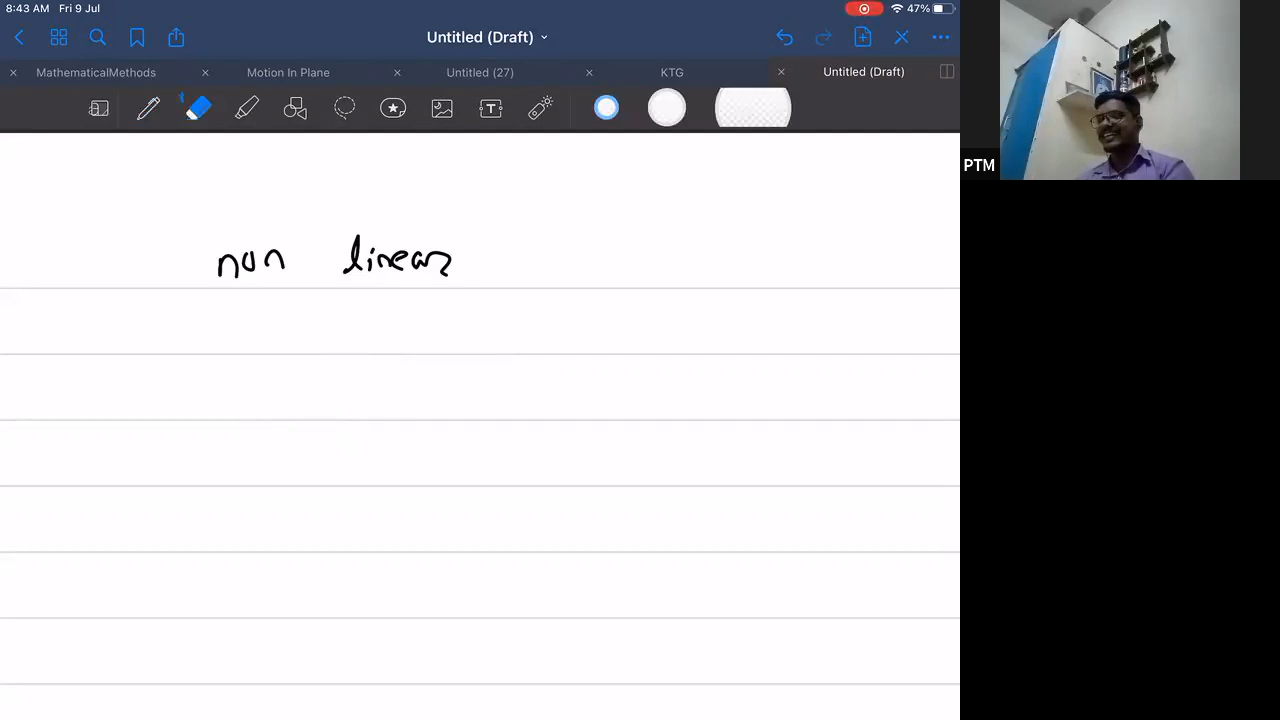 8:43 AM Fri 9 Jul
47%
Untitled (Draft)
MathematicalMethods
Motion In Plane
Untitled (27)
KTG
Untitled (Draft)
T
PTM
non linear